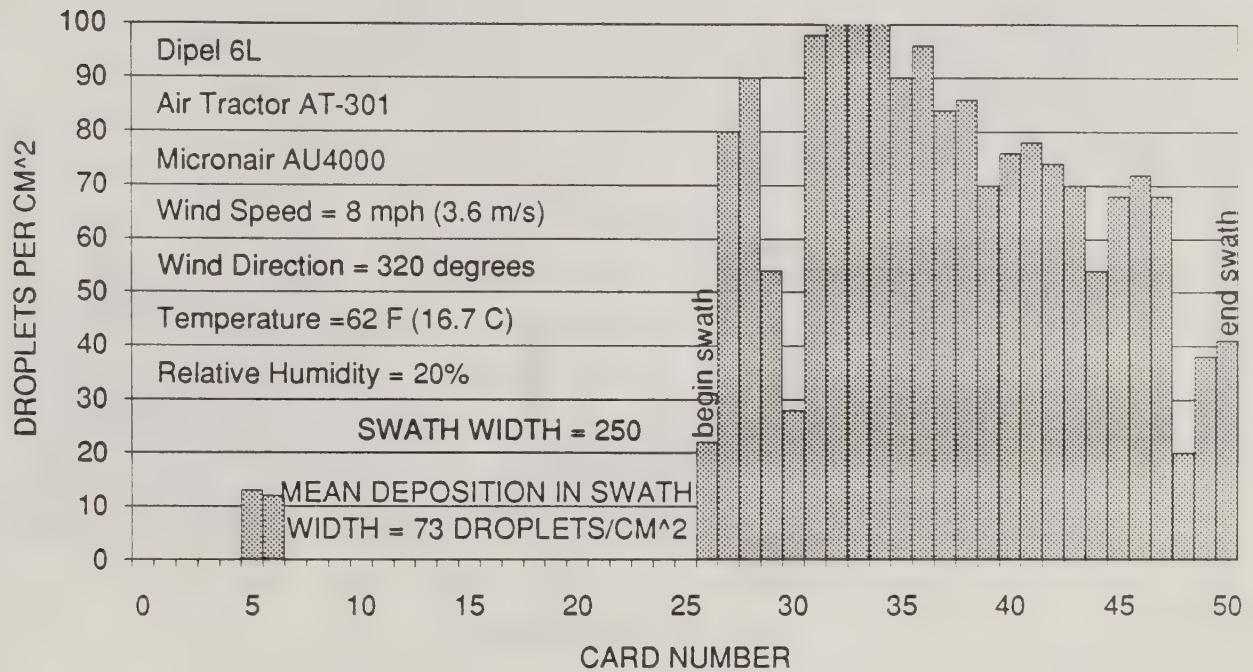 DROPLETS PER CM^2
100
90
80
70
60
50
40
30
20
10
0
Dipel 6L
Air Tractor AT-301
Micronair AU4000
Wind Speed = 8 mph (3.6 m/s)
Wind Direction = 320 degrees
Temperature =62 F (16.7 C)
Relative Humidity = 20%
SWATH WIDTH = 250
MEAN DEPOSITION IN SWATH
WIDTH = 73 DROPLETS/CM^2
begin swath
end swath
0 5 10 15 20 25 30 35 40 45 50
CARD NUMBER